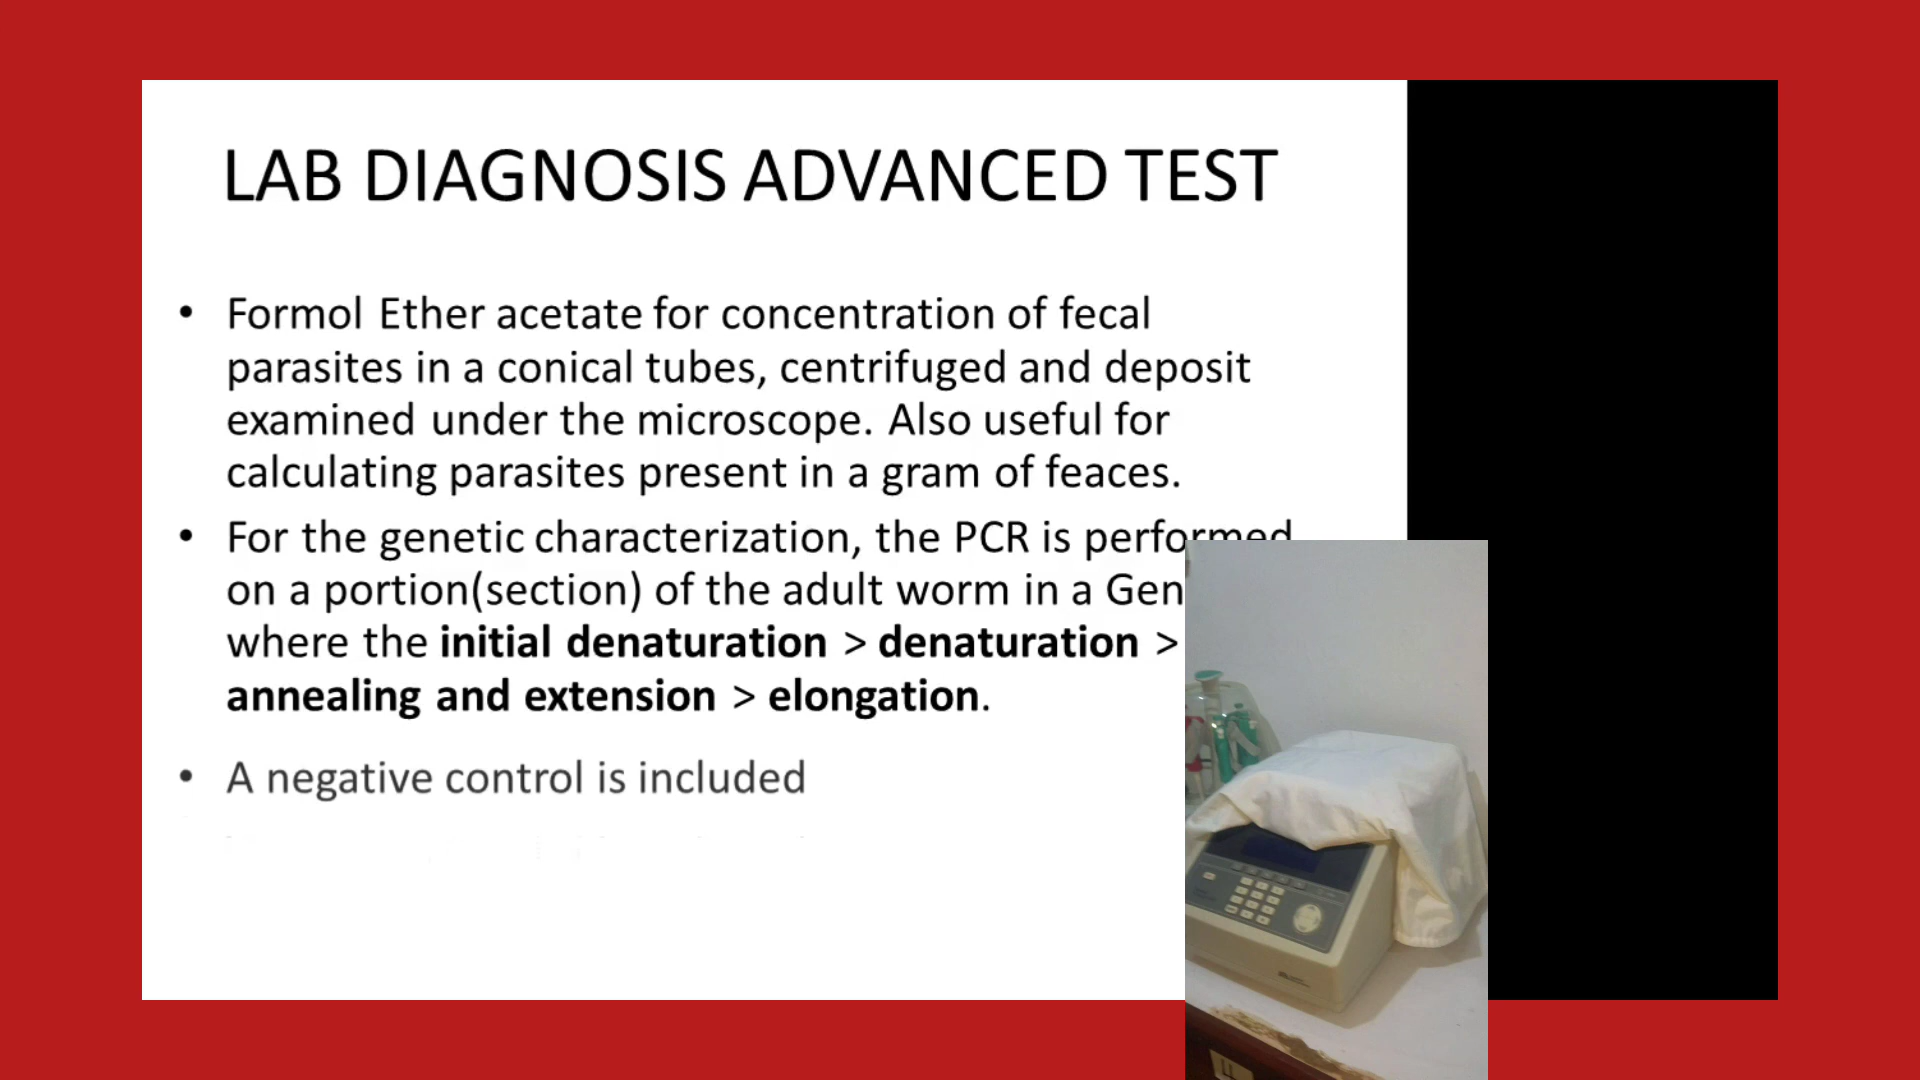 LAB DIAGNOSIS ADVANCED TEST
• Formol Ether acetate for concentration of fecal
parasites in a conical tubes, centrifuged and deposit
examined under the microscope. Also useful for
calculating parasites present in a gram of feaces.
• For the genetic characterization, the PCR is performed
on a portion(section) of the adult worm in a Gen
where the initial denaturation > denaturation >
annealing and extension > elongation.
• A negative control is included